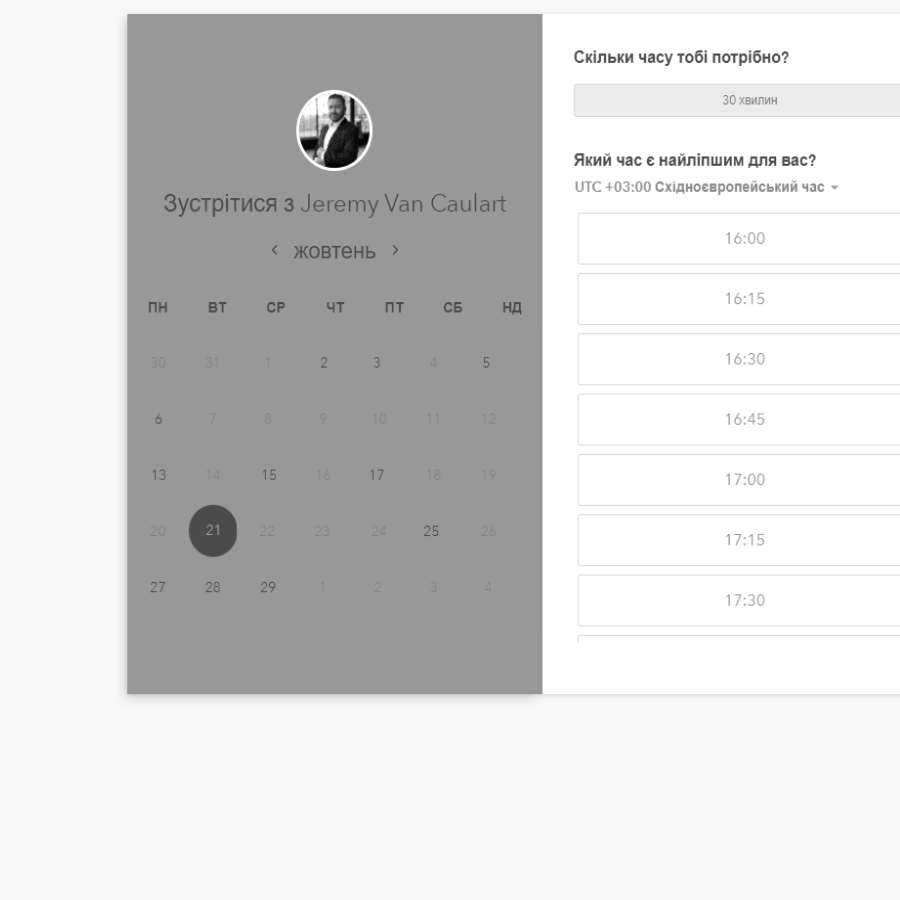 Зустрітися з Jeremy Van Caulart
жовтень
ПН ВТ СР ЧТ ПТ СБ НД
30 31 1 2 3 4 5
6 7 8 9 10 11 12
13 14 15 16 17 18 19
20 21 22 23 24 25 26
27 28 29 1 2 3 4
Скільки часу тобі потрібно?
30 хвилин
Який час є найліпшим для вас?
UTC +03:00 Східноєвропейський час
16:00
16:15
16:30
16:45
17:00
17:15
17:30